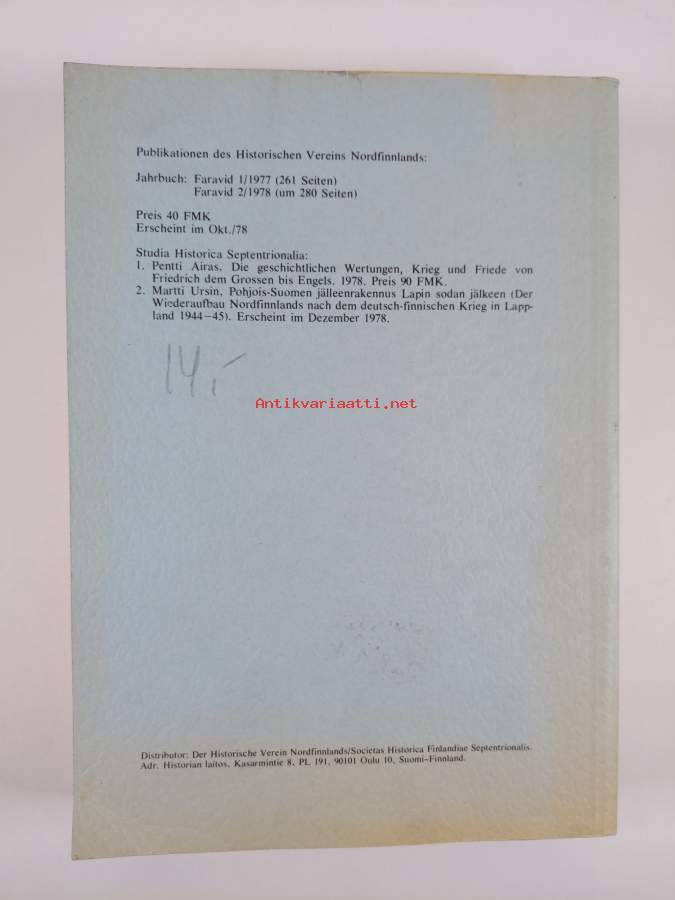 Publikationen des Historischen Vereins Nordfinnlands:
Jahrbuch: Faravid 1/1977 (261 Seiten)
Faravid 2/1978 (um 280 Seiten)
Preis 40 FMK
Erscheint im Okt./78
Studia Historica Septentrionalia:
1. Pentti Airas. Die geschichtlichen Wertungen, Krieg und Friede von
Friedrich dem Grossen bis Engels. 1978. Preis 90 FMK.
2. Martti Ursin. Pohjois-Suomen jälleenrakennus Lapin sodan jälkeen (Der
Wiederaufbau Nordfinnlands nach dem deutsch-finnischen Krieg in Lapp-
land 1944–45). Erscheint im Dezember 1978.
14,-
Antikvariaatti.net
Distributor: Der Historische Verein Nordfinnlands/Societas Historica Finlandiae Septentrionalis.
Adr. Historian laitos, Kasarmintie 8, PL 191, 90101 Oulu 10, Suomi–Finnland.